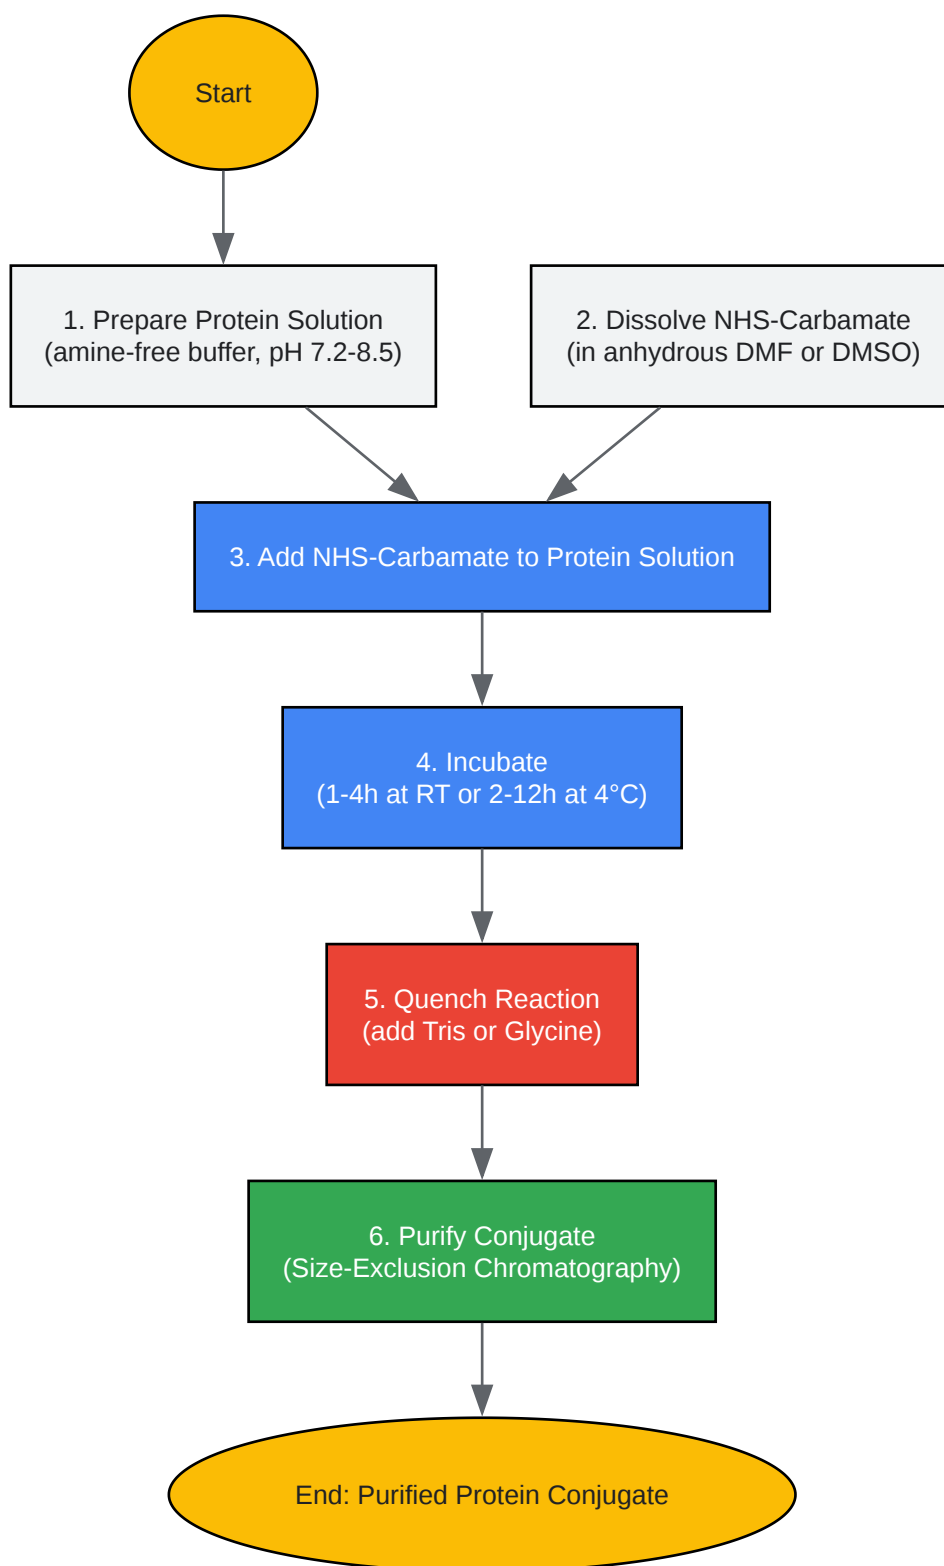 Start
1. Prepare Protein Solution
(amine-free buffer, pH 7.2-8.5)
2. Dissolve NHS-Carbamate
(in anhydrous DMF or DMSO)
3. Add NHS-Carbamate to Protein Solution
4. Incubate
(1-4h at RT or 2-12h at 4°C)
5. Quench Reaction
(add Tris or Glycine)
6. Purify Conjugate
(Size-Exclusion Chromatography)
End: Purified Protein Conjugate